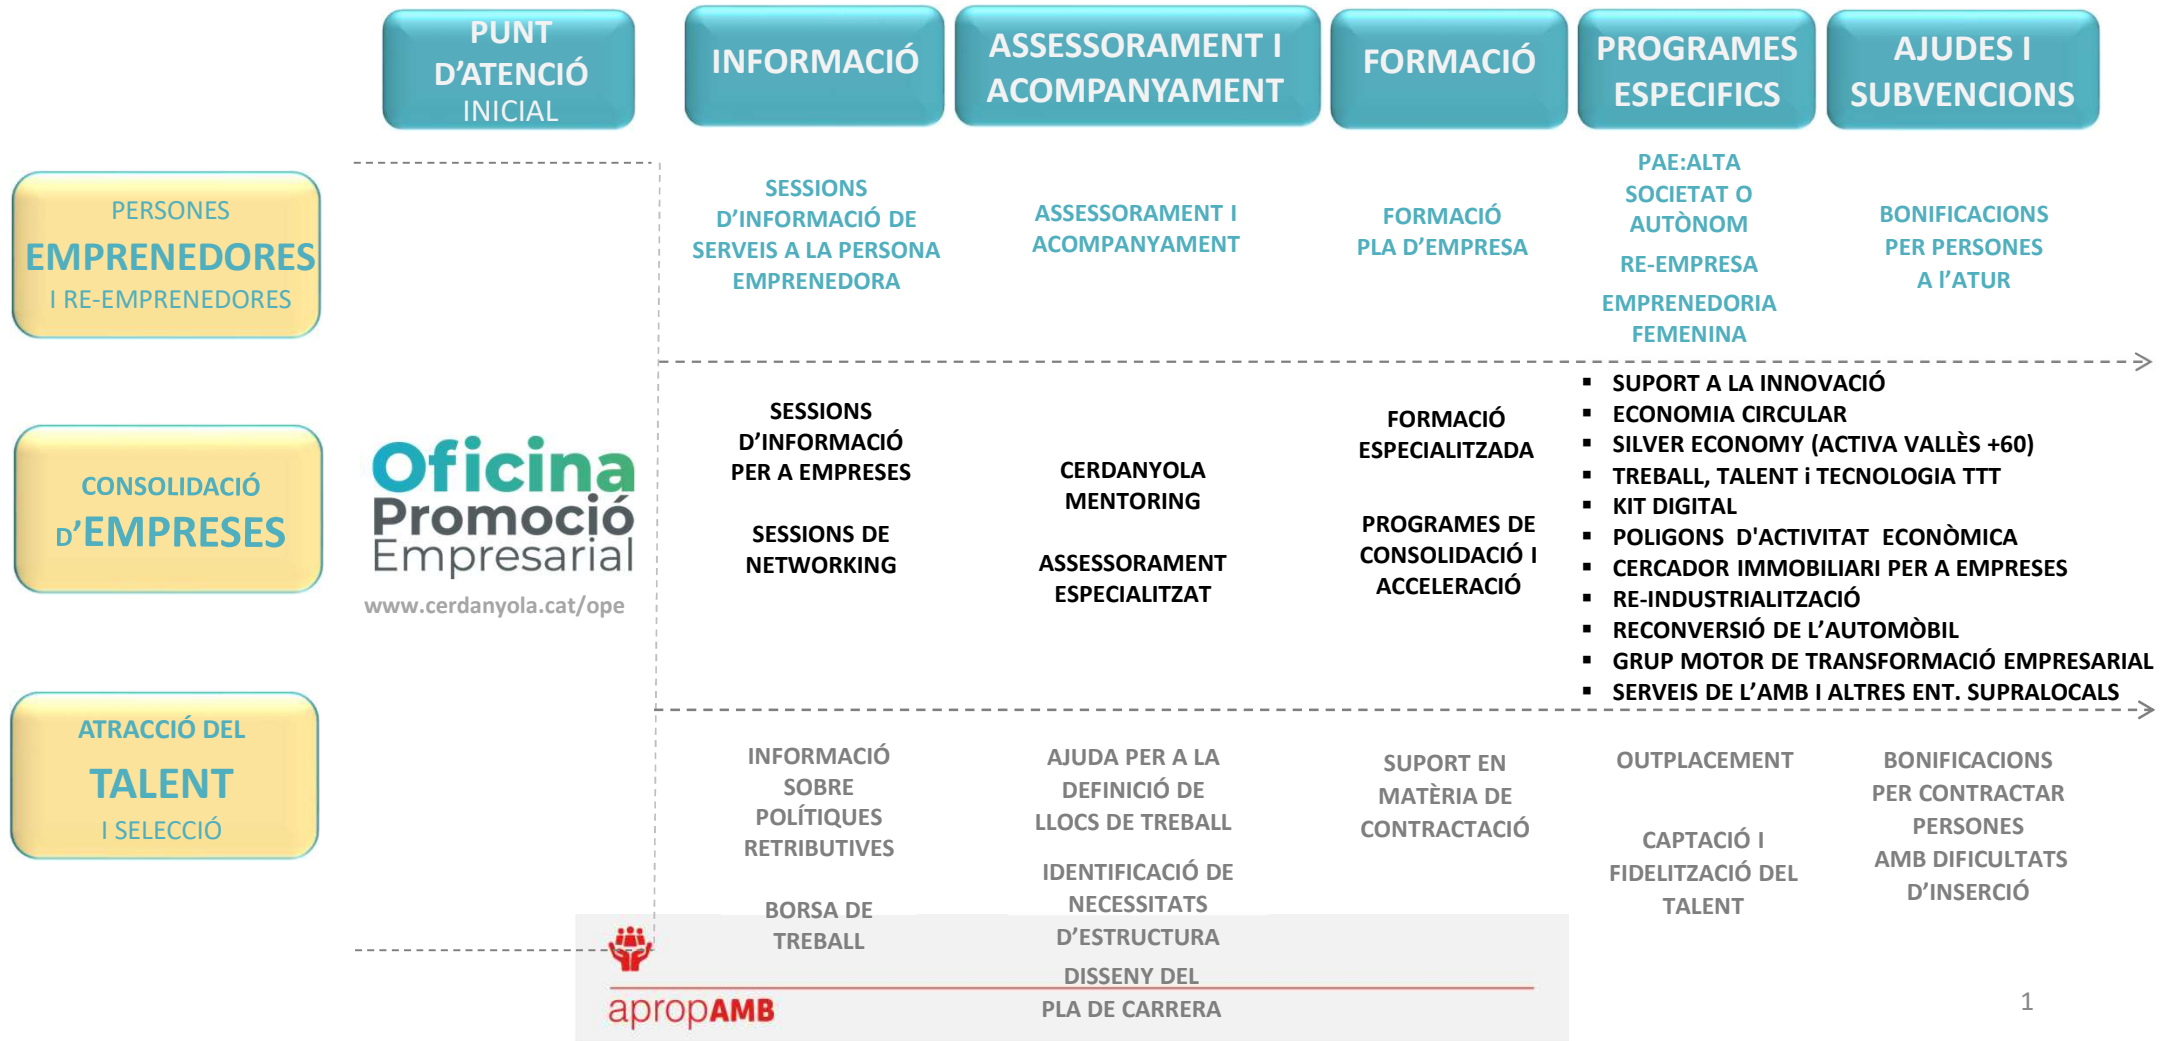 PUNT
D’ATENCIÓ
INICIAL
INFORMACIÓ
ASSESSORAMENT I
ACOMPANYAMENT
FORMACIÓ
PROGRAMES
ESPECIFICS
AJUDES I
SUBVENCIONS
PERSONES
EMPRENEDORES
I RE-EMPRENEDORES
SESSIONS
D’INFORMACIÓ DE
SERVEIS A LA PERSONA
EMPRENEDORA
ASSESSORAMENT I
ACOMPANYAMENT
FORMACIÓ
PLA D’EMPRESA
PAE:ALTA
SOCIETAT O
AUTÒNOM
RE-EMPRESA
EMPRENEDORIA
FEMENINA
BONIFICACIONS
PER PERSONES
A l’ATUR
CONSOLIDACIÓ
D’EMPRESES
Oficina
Promoció
Empresarial
www.cerdanyola.cat/ope
SESSIONS
D’INFORMACIÓ
PER A EMPRESES
SESSIONS DE
NETWORKING
CERDANYOLA
MENTORING
ASSESSORAMENT
ESPECIALITZAT
FORMACIÓ
ESPECIALITZADA
PROGRAMES DE
CONSOLIDACIÓ I
ACCELERACIÓ
▪ SUPORT A LA INNOVACIÓ
▪ ECONOMIA CIRCULAR
▪ SILVER ECONOMY (ACTIVA VALLÈS +60)
▪ TREBALL, TALENT i TECNOLOGIA TTT
▪ KIT DIGITAL
▪ POLIGONS D'ACTIVITAT ECONÒMICA
▪ CERCADOR IMMOBILIARI PER A EMPRESES
▪ RE-INDUSTRIALITZACIÓ
▪ RECONVERSIÓ DE L’AUTOMÒBIL
▪ GRUP MOTOR DE TRANSFORMACIÓ EMPRESARIAL
▪ SERVEIS DE L’AMB I ALTRES ENT. SUPRALOCALS
ATRACCIÓ DEL
TALENT
I SELECCIÓ
INFORMACIÓ
SOBRE
POLÍTIQUES
RETRIBUTIVES
BORSA DE
TREBALL
AJUDA PER A LA
DEFINICIÓ DE
LLOCS DE TREBALL
IDENTIFICACIÓ DE
NECESSITATS
D’ESTRUCTURA
DISSENY DEL
PLA DE CARRERA
SUPORT EN
MATÈRIA DE
CONTRACTACIÓ
OUTPLACEMENT
CAPTACIÓ I
FIDELITZACIÓ DEL
TALENT
BONIFICACIONS
PER CONTRACTAR
PERSONES
AMB DIFICULTATS
D’INSERCIÓ
apropAMB
1